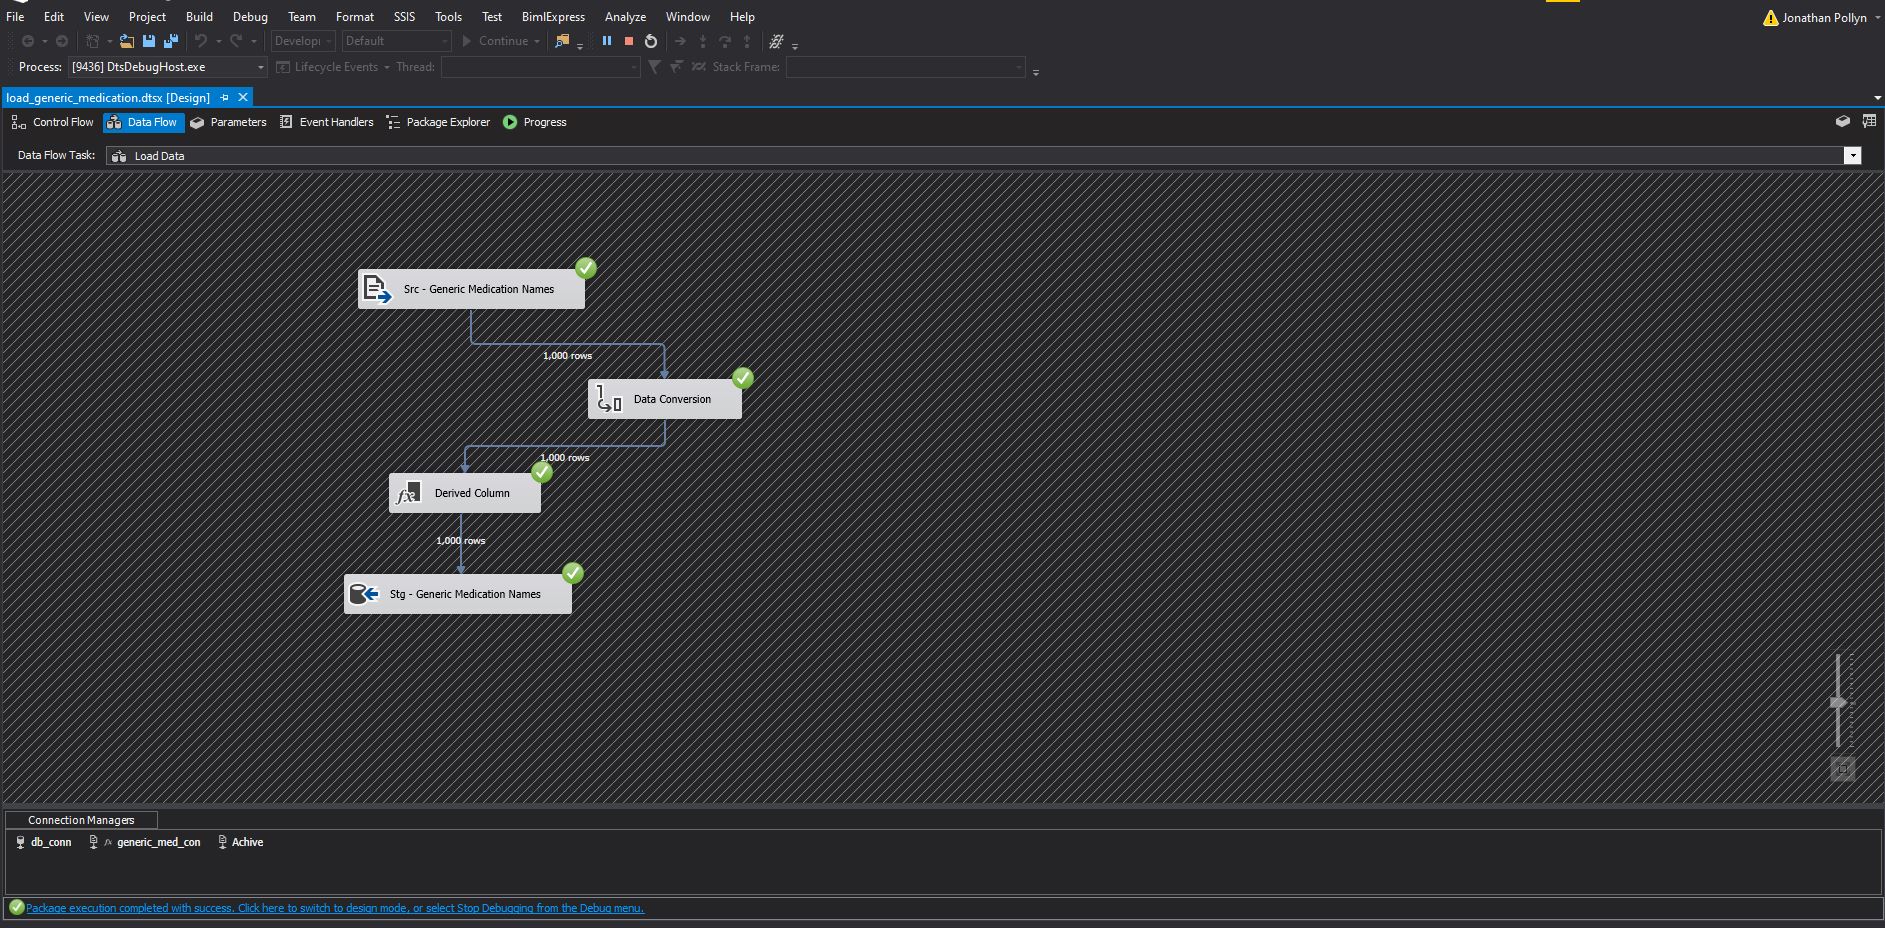 File Edit View Project Build Debug Team Format SSIS Tools Test BimlExpress Analyze Window Help Jonathan Pollyn
Develop Default Continue
Process: [9436] DtsDebugHost.exe Lifecycle Events Thread: Stack Frame:
load_generic_medication.dtsx [Design]
Control Flow Data Flow Parameters Event Handlers Package Explorer Progress
Data Flow Task: Load Data
Src - Generic Medication Names
1,000 rows
Data Conversion
1,000 rows
Derived Column
1,000 rows
Stg - Generic Medication Names
Connection Managers
db_conn generic_med_con Achive
Package execution completed with success. Click here to switch to design mode, or select Stop Debugging from the Debug menu.